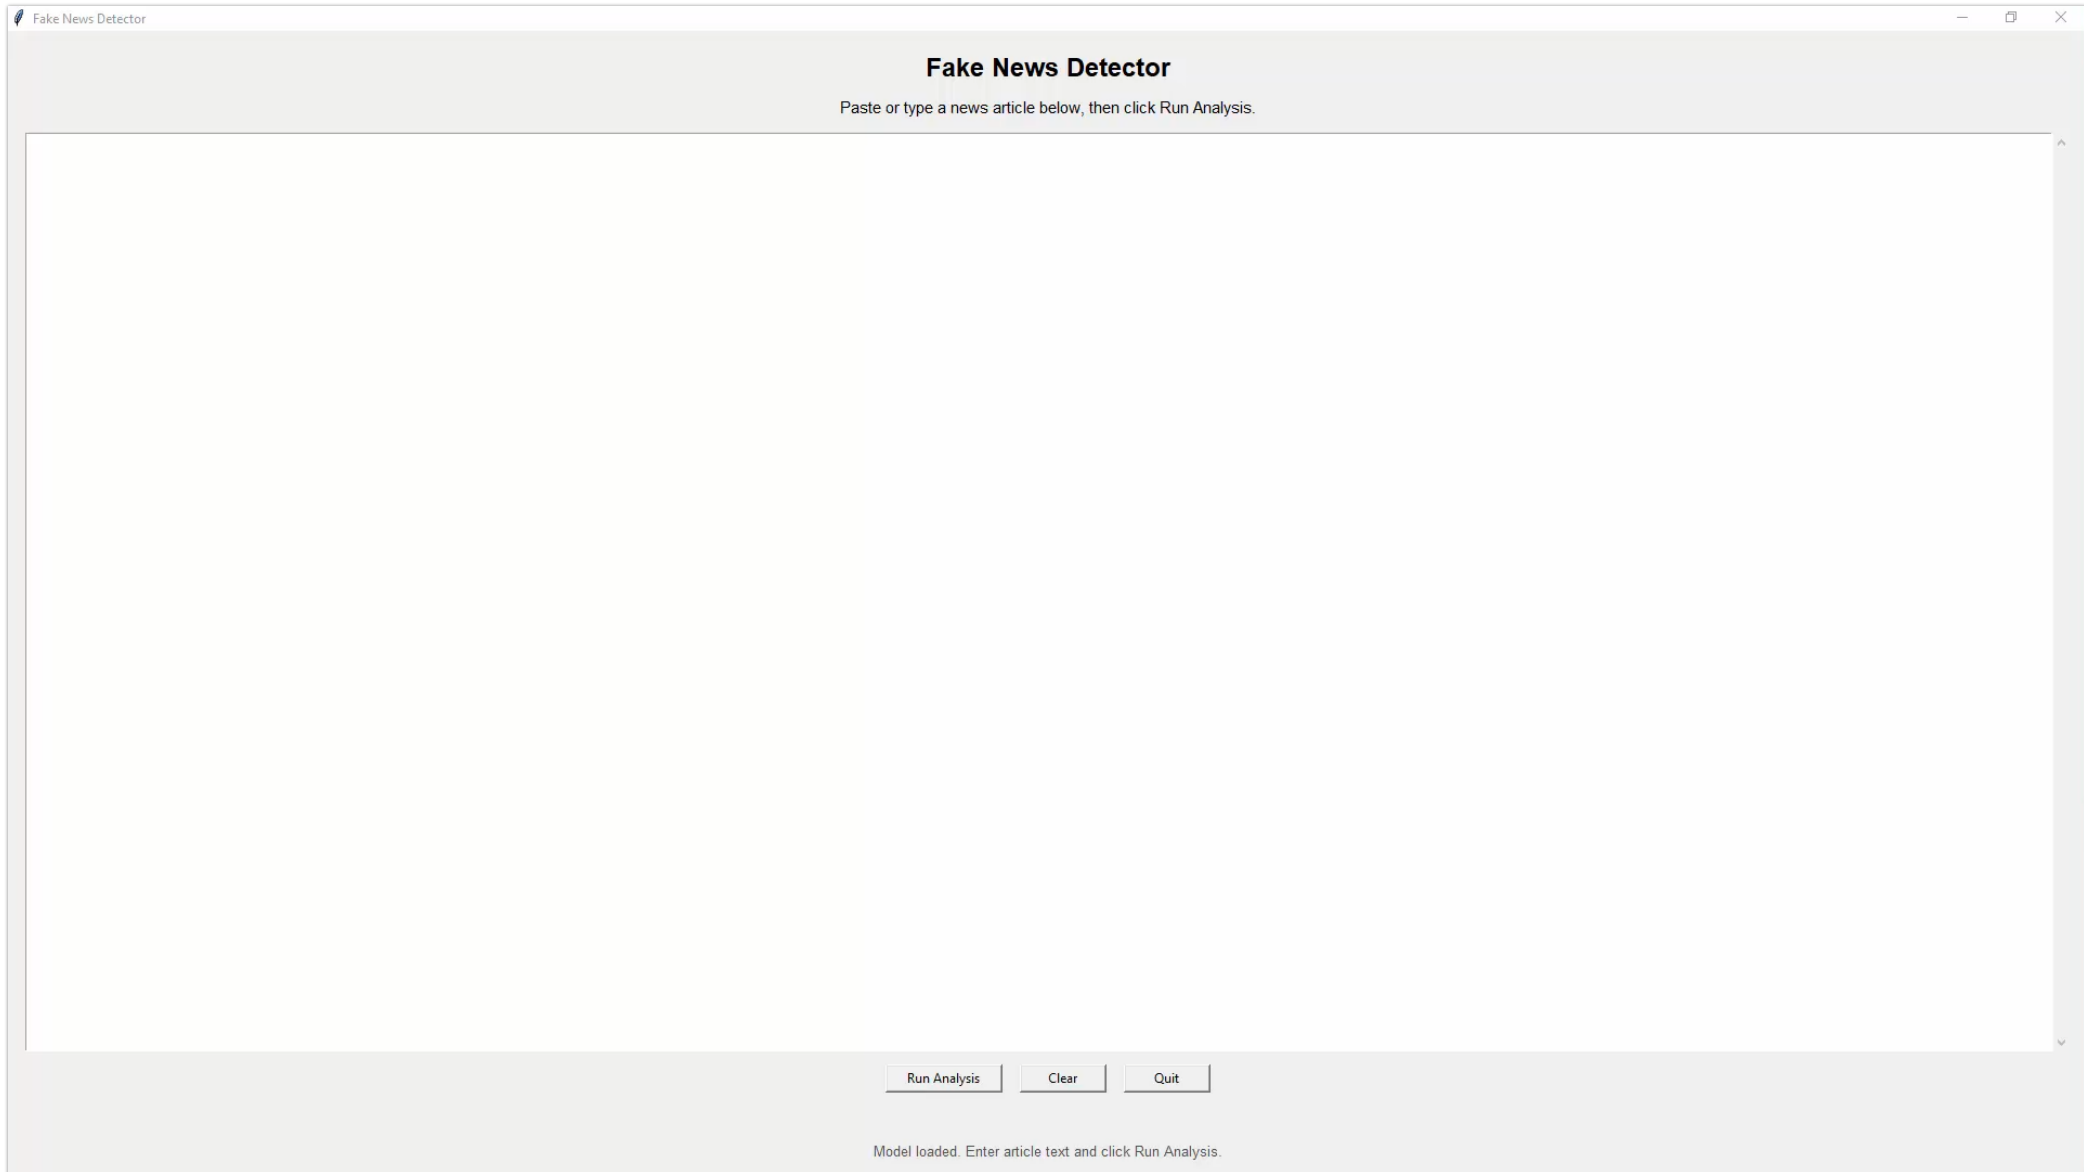 Fake News Detector
Fake News Detector
Paste or type a news article below, then click Run Analysis.
Run Analysis Clear Quit
Model loaded. Enter article text and click Run Analysis.